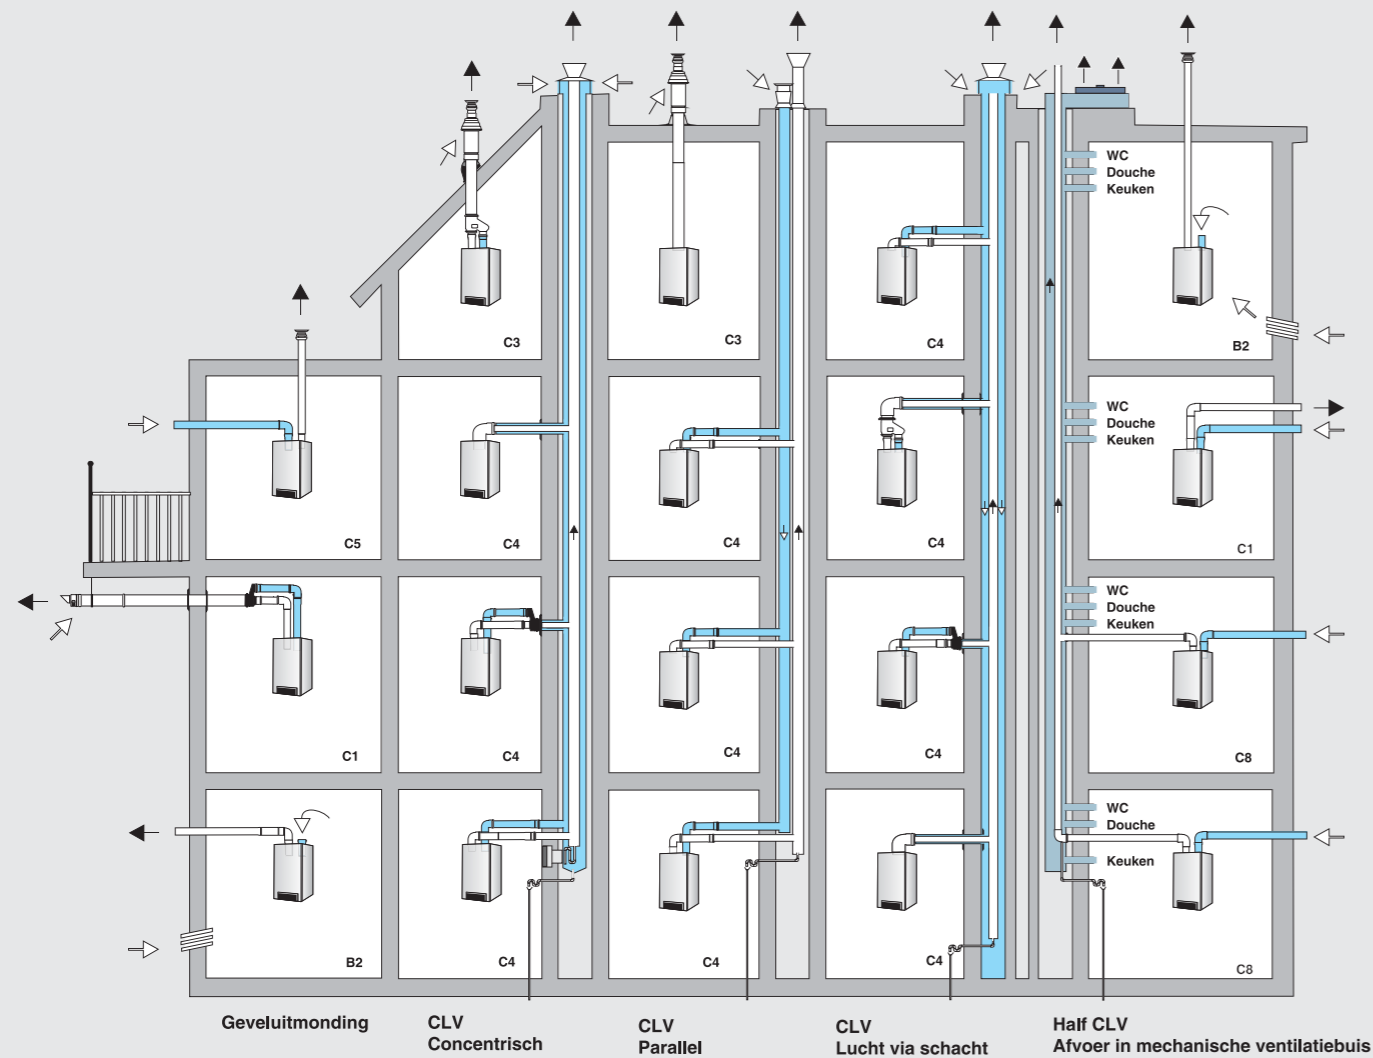 WC
Douche
Keuken
C3
C3
C4
B2
WC
Douche
Keuken
C5
C4
C4
C4
C1
WC
Douche
Keuken
C1
C4
C4
C4
C8
WC
Douche
Keuken
B2
C4
C4
C4
C8
Geveluitmonding
CLV
Concentrisch
CLV
Parallel
CLV
Lucht via schacht
Half CLV
Afvoer in mechanische ventilatiebuis